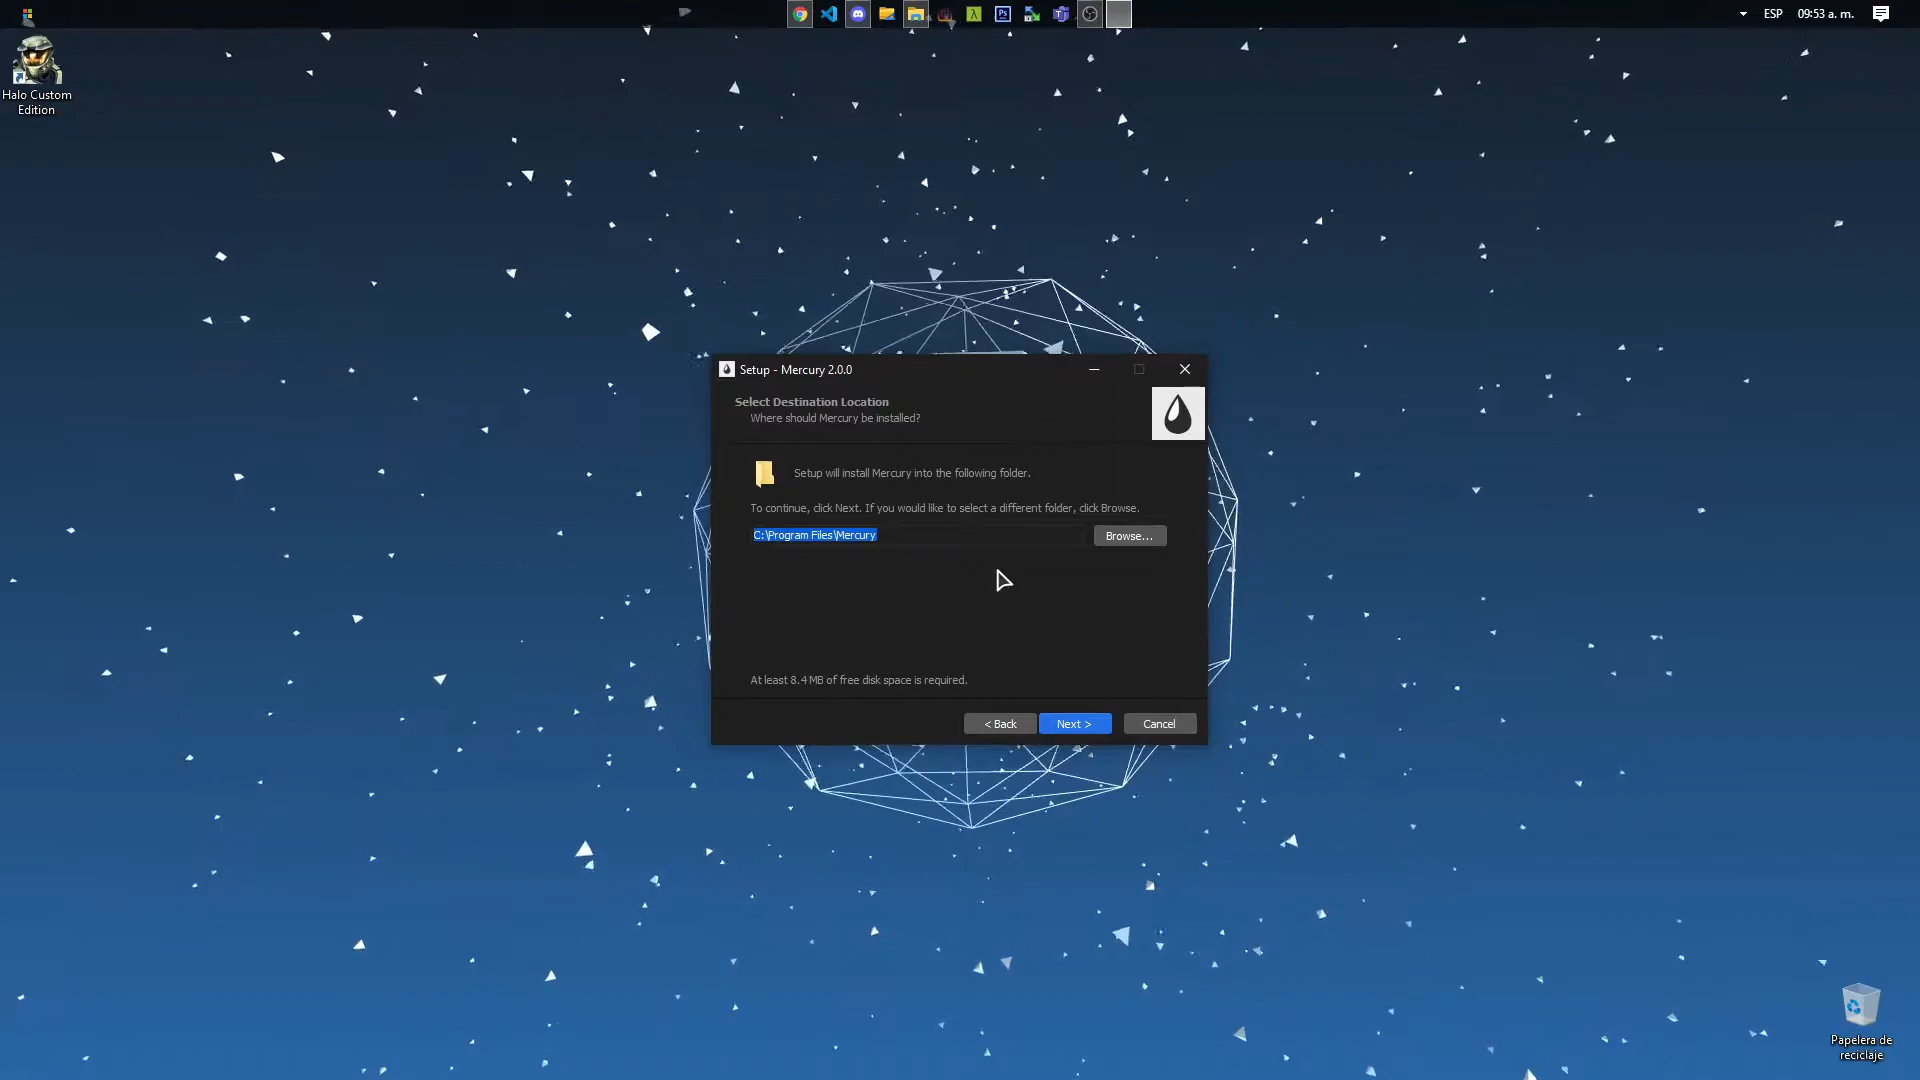 ESP
09:53 a. m.
Halo Custom
Edition
Setup - Mercury 2.0.0
Select Destination Location
Where should Mercury be installed?
Setup will install Mercury into the following folder.
To continue, click Next. If you would like to select a different folder, click Browse.
C:\Program Files\Mercury
Browse...
At least 8.4 MB of free disk space is required.
< Back
Next >
Cancel
Papelera de
reciclaje